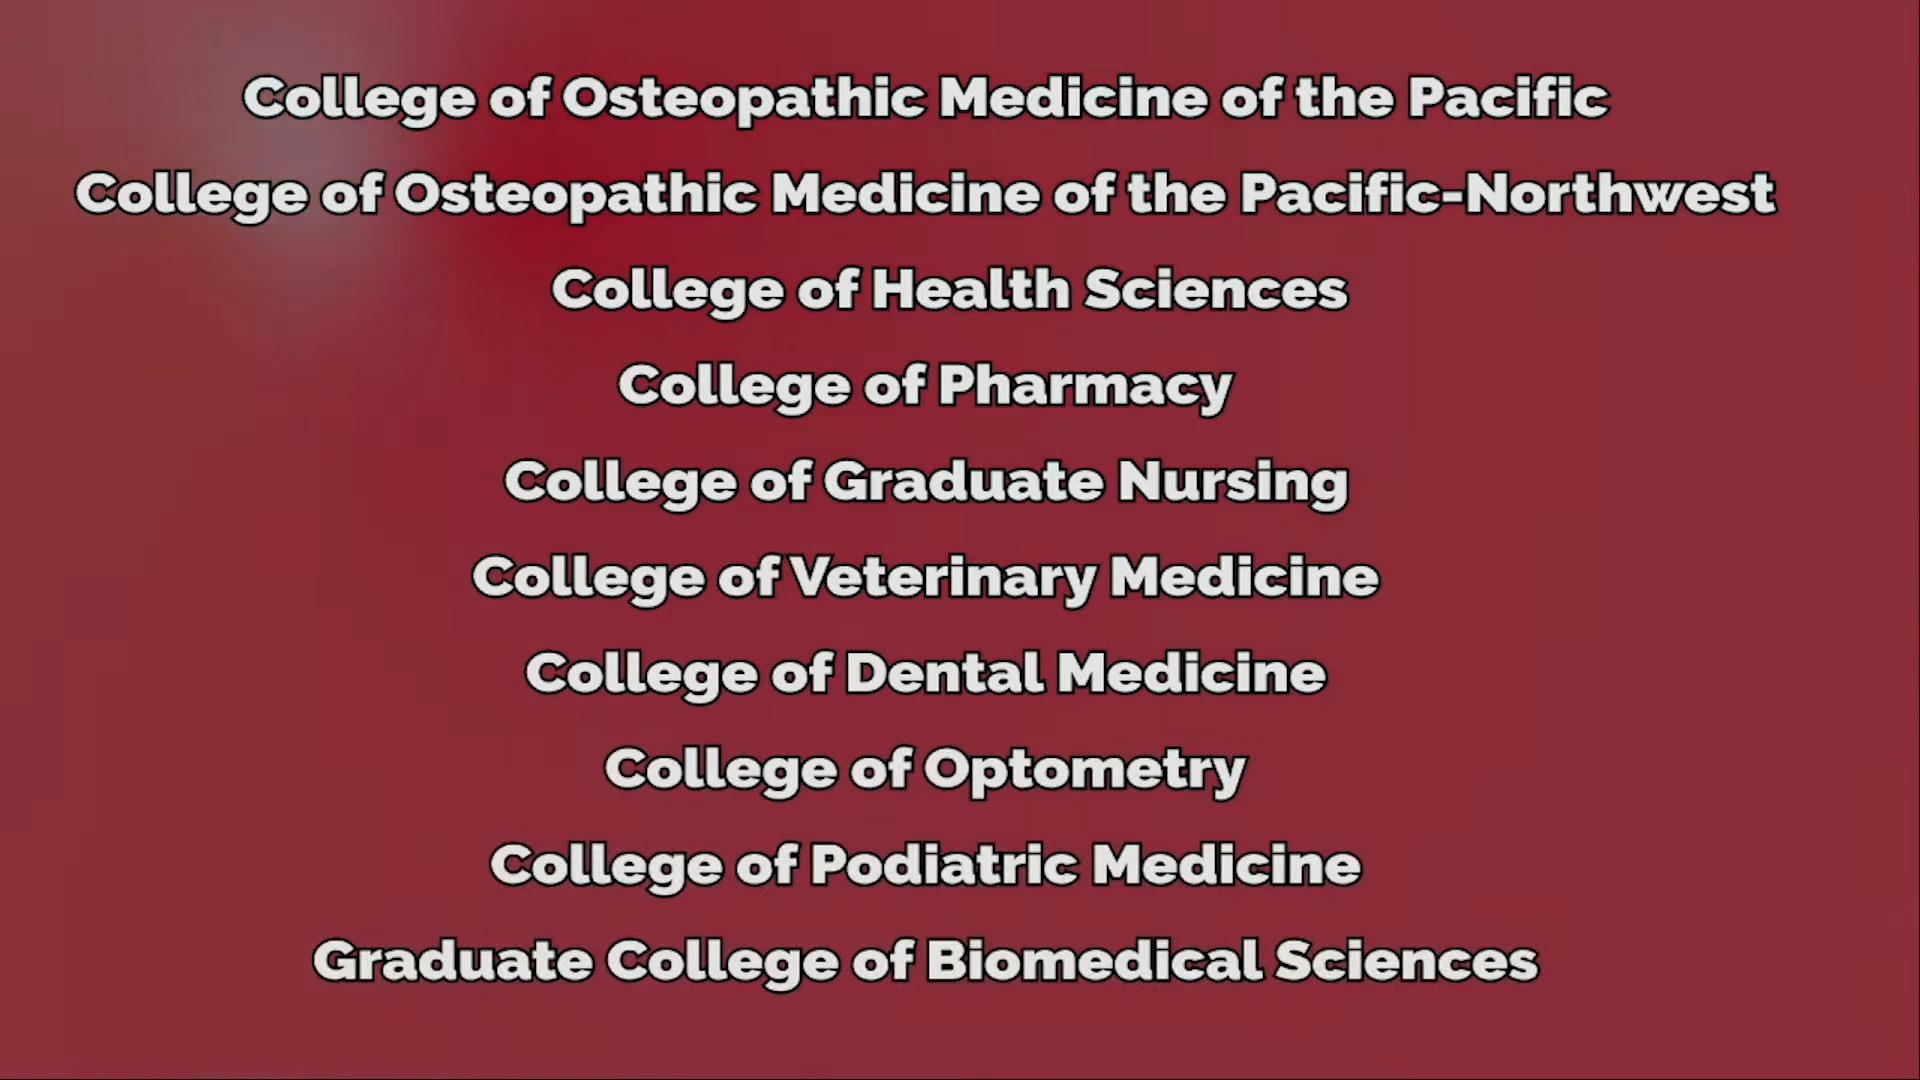 College of Osteopathic Medicine of the Pacific
College of Osteopathic Medicine of the Pacific-Northwest
College of Health Sciences
College of Pharmacy
College of Graduate Nursing
College of Veterinary Medicine
College of Dental Medicine
College of Optometry
College of Podiatric Medicine
Graduate College of Biomedical Sciences